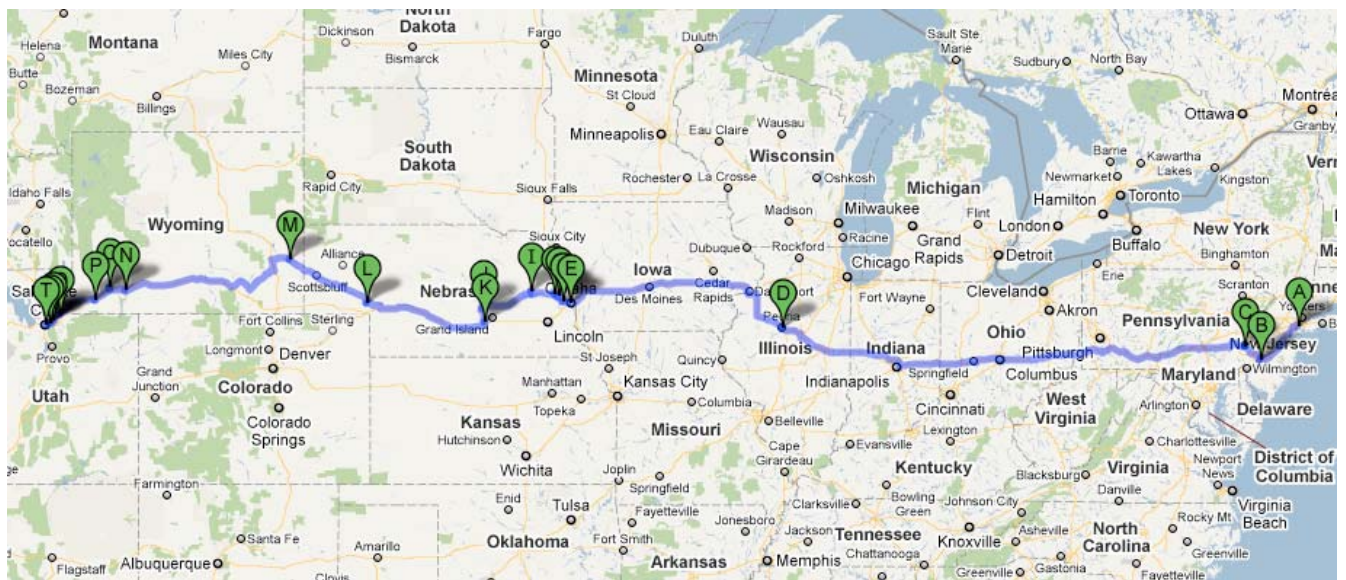 North
Dakota
Dickinson
Bismarck
Fargo
Duluth
Sault Ste.
Marie
Sudbury
North Bay
Helena
Montana
Miles City
Butte
Bozeman
Billings
Minnesota
St Cloud
Minneapolis
Eau Claire
Wausau
Ottawa
Montréal
Granby
South
Dakota
Rapid City
Sioux Falls
Rochester
La Crosse
Wisconsin
Oshkosh
Barrie
Newmarket
Kawartha
Lakes
Kingston
Michigan
Hamilton
Toronto
Idaho Falls
Wyoming
Madison
Milwaukee
Racine
Grand
Rapids
Flint
London
Detroit
Buffalo
New York
ocatello
M
Alliance
Sioux City
Dubuque
Rockford
Chicago
Erie
Binghamton
P
N
L
I
J
K
E
Scottsbluff
Iowa
Des Moines
Cedar
Rapids
D
Fort Wayne
Cleveland
Akron
Scranton
A
T
Fort Collins
Sterling
Grand Island
Lincoln
Illinois
Indiana
Ohio
Pittsburgh
Pennsylvania
C
B
New Jersey
Provo
Longmont
Denver
St Joseph
Quincy
Indianapolis
Springfield
Columbus
Maryland
Wilmington
Utah
Grand
Junction
Colorado
Colorado
Springs
Manhattan
Topeka
Kansas City
Columbia
Cincinnati
West
Virginia
Arlington
Delaware
Kansas
Hutchinson
Wichita
Missouri
Belleville
Evansville
Lexington
Charlottesville
District of
Columbia
Farmington
Joplin
Springfield
Cape
Girardeau
Kentucky
Blacksburg
Virginia
Newport
News
Enid
Tulsa
Fayetteville
Clarksville
Bowling
Green
Johnson City
Danville
Virginia
Beach
Santa Fe
Jonesboro
Jackson
Tennessee
Knoxville
Asheville
North
Carolina
Rocky Mt
Greenville
Flagstaff
Albuquerque
Amarillo
Clovis
Oklahoma
Fort Smith
Arkansas
Memphis
Chattanooga
Greenville
Gastonia
Fayetteville